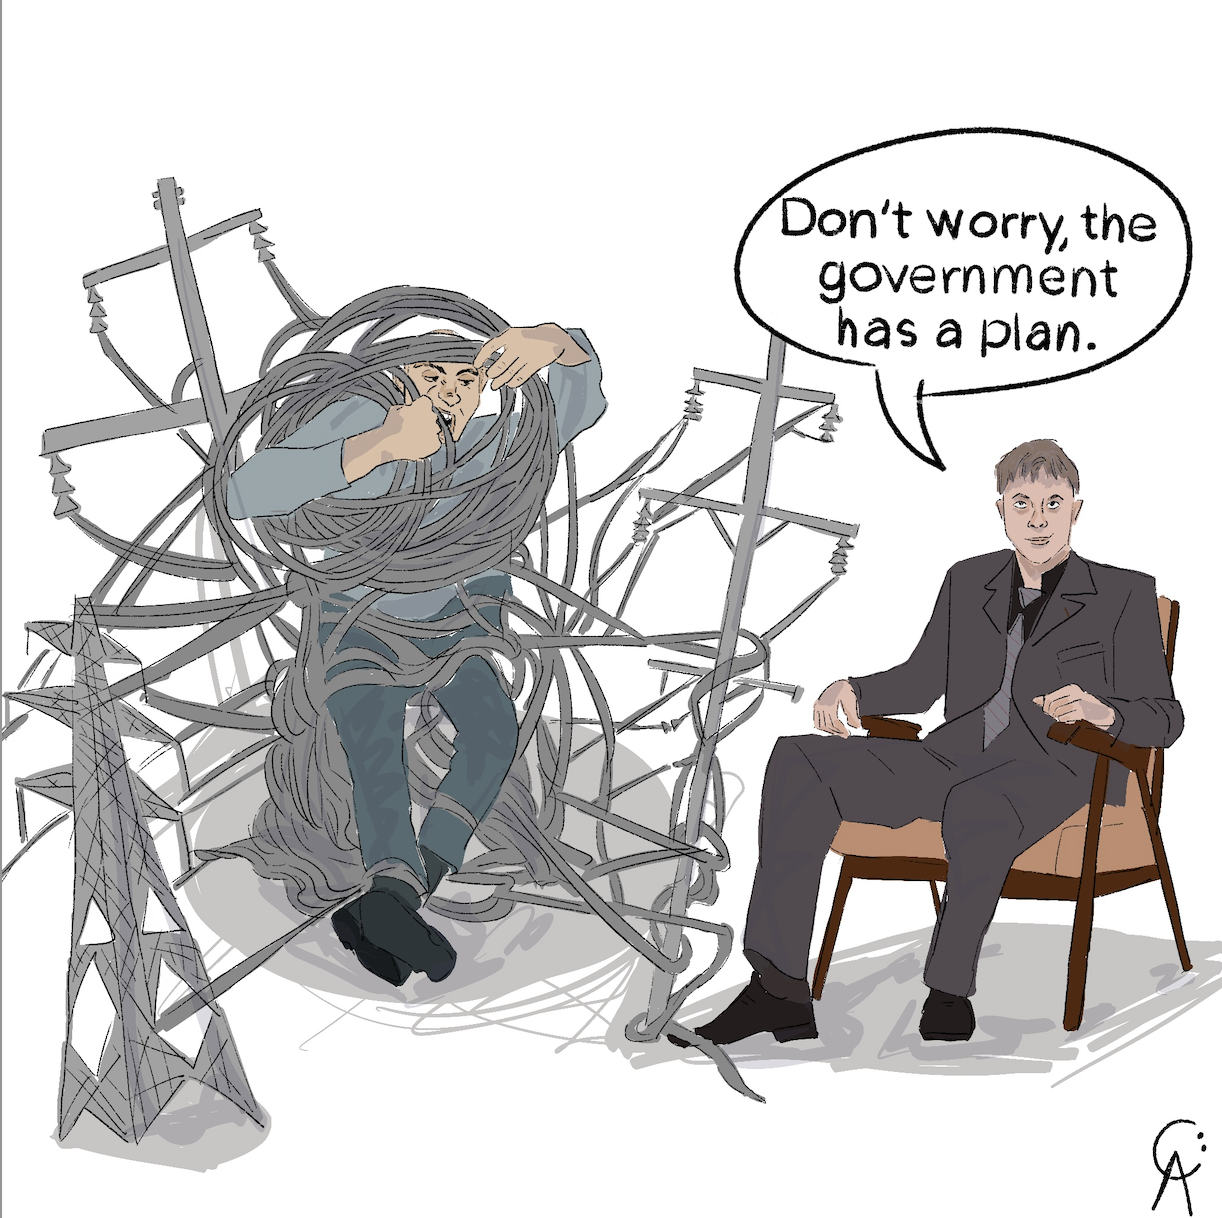 Don't worry, the
government
has a plan.